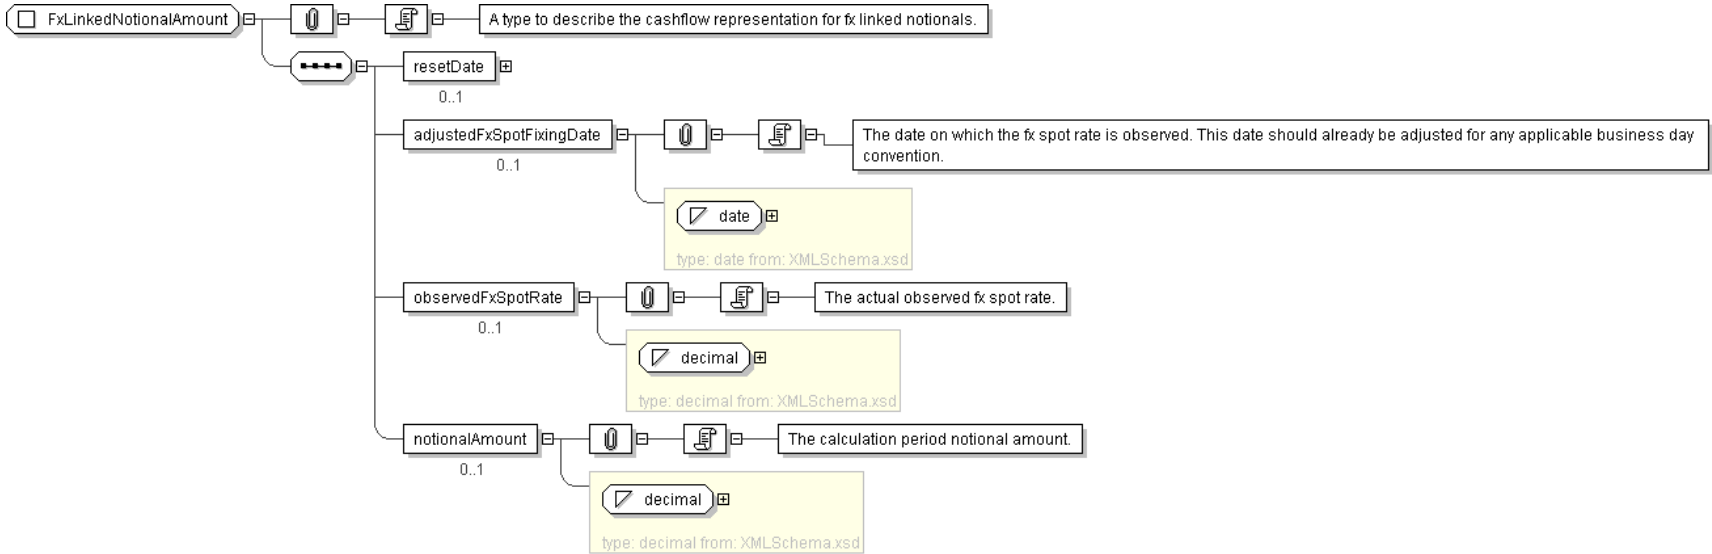 FxLinkedNotionalAmount
A type to describe the cashflow representation for fx linked notionals.
resetDate
0..1
adjustedFxSpotFixingDate
0..1
The date on which the fx spot rate is observed. This date should already be adjusted for any applicable business day
convention.
date
type: date from: XMLSchema.xsd
observedFxSpotRate
0..1
The actual observed fx spot rate.
decimal
type: decimal from: XMLSchema.xsd
notionalAmount
0..1
The calculation period notional amount.
decimal
type: decimal from: XMLSchema.xsd